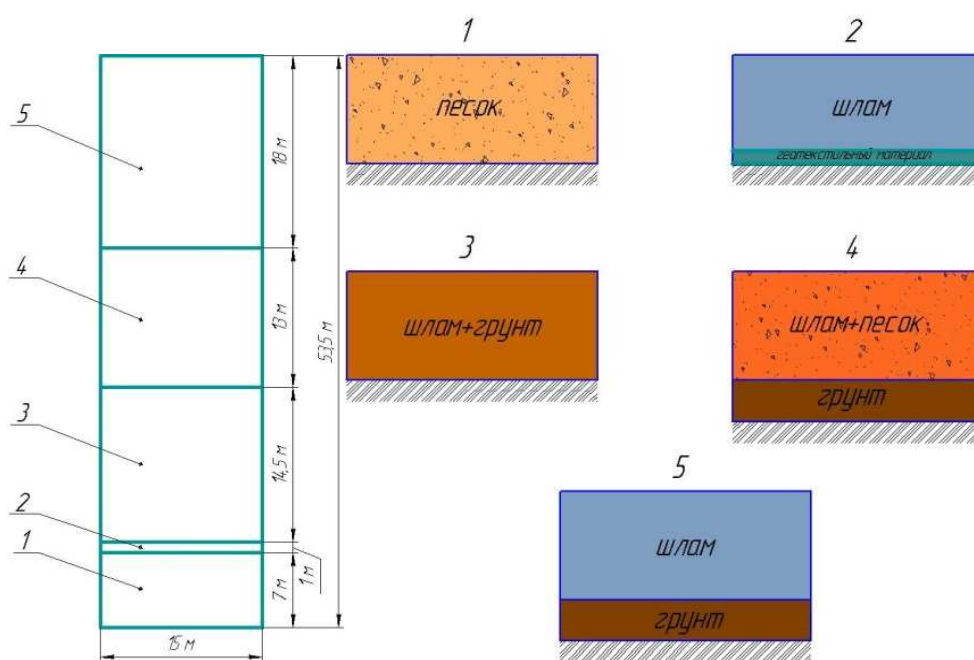 5
4
3
2
1
18 м
13 м
14,5 м
1 м
7 м
53,5 м
15 м
1
песок
2
шлам
геотекстильный материал
3
шлам+грунт
4
шлам+песок
грунт
5
шлам
грунт